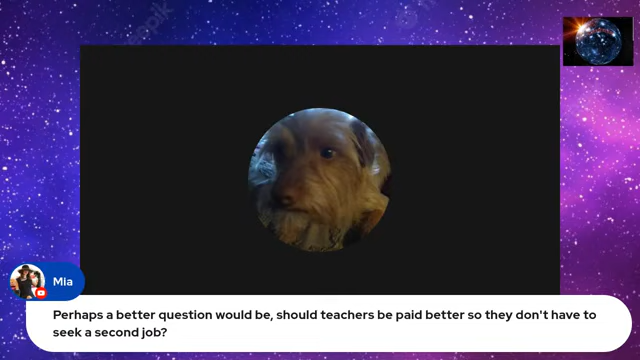 Mia
Perhaps a better question would be, should teachers be paid better so they don't have to
seek a second job?